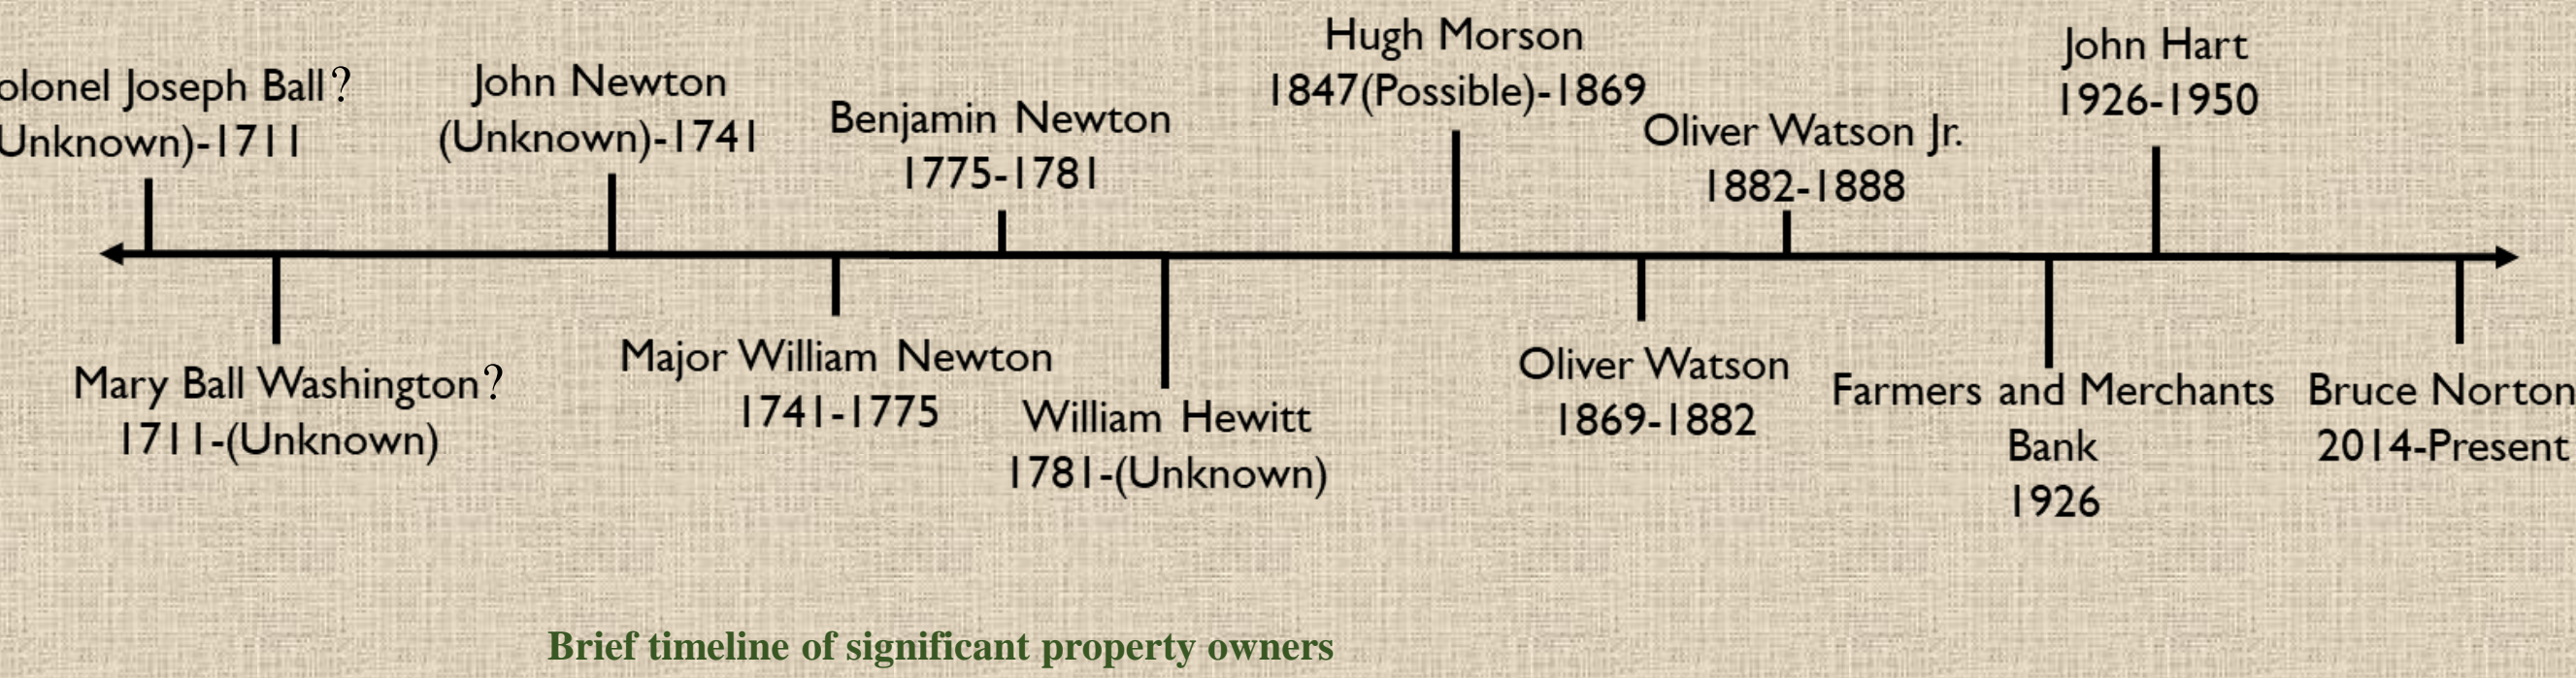 olonel Joseph Ball?
Unknown)-1711
Mary Ball Washington?
1711-(Unknown)
John Newton
(Unknown)-1741
Major William Newton
1741-1775
Benjamin Newton
1775-1781
William Hewitt
1781-(Unknown)
Hugh Morson
1847(Possible)-1869
Oliver Watson
1869-1882
Oliver Watson Jr.
1882-1888
Farmers and Merchants
Bank
1926
John Hart
1926-1950
Bruce Norton
2014-Present
Brief timeline of significant property owners